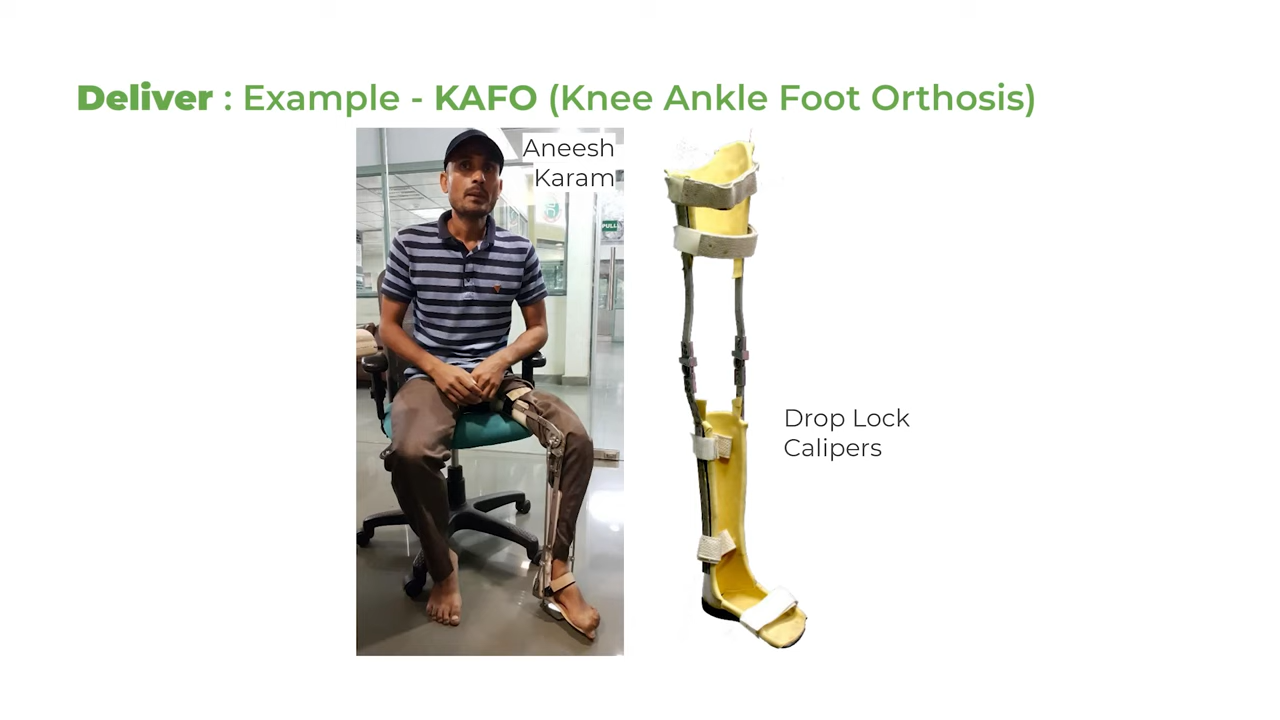 Deliver : Example - KAFO (Knee Ankle Foot Orthosis)
Aneesh
Karam
PULL
Drop Lock
Calipers